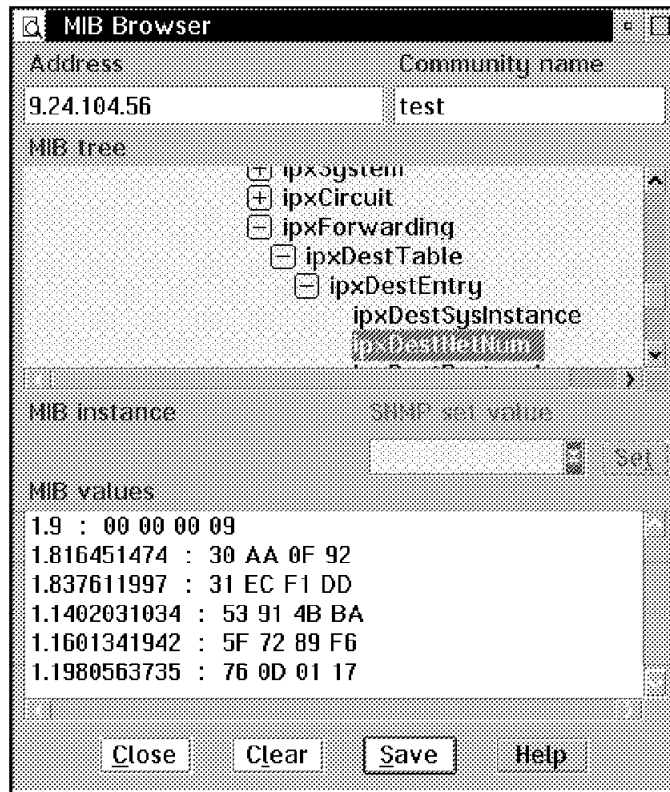 MIB Browser
Address Community name
9.24.104.56 test
MIB tree
ipxSystem
ipxCircuit
ipxForwarding
ipxDestTable
ipxDestEntry
ipxDestSysInstance
ipxDestNetNum
MIB instance SNMP set value
Set
MIB values
1.9 : 00 00 00 09
1.816451474 : 30 AA 0F 92
1.837611997 : 31 EC F1 DD
1.1402031034 : 53 91 4B BA
1.1601341942 : 5F 72 89 F6
1.1980563735 : 76 0D 01 17
Close Clear Save Help